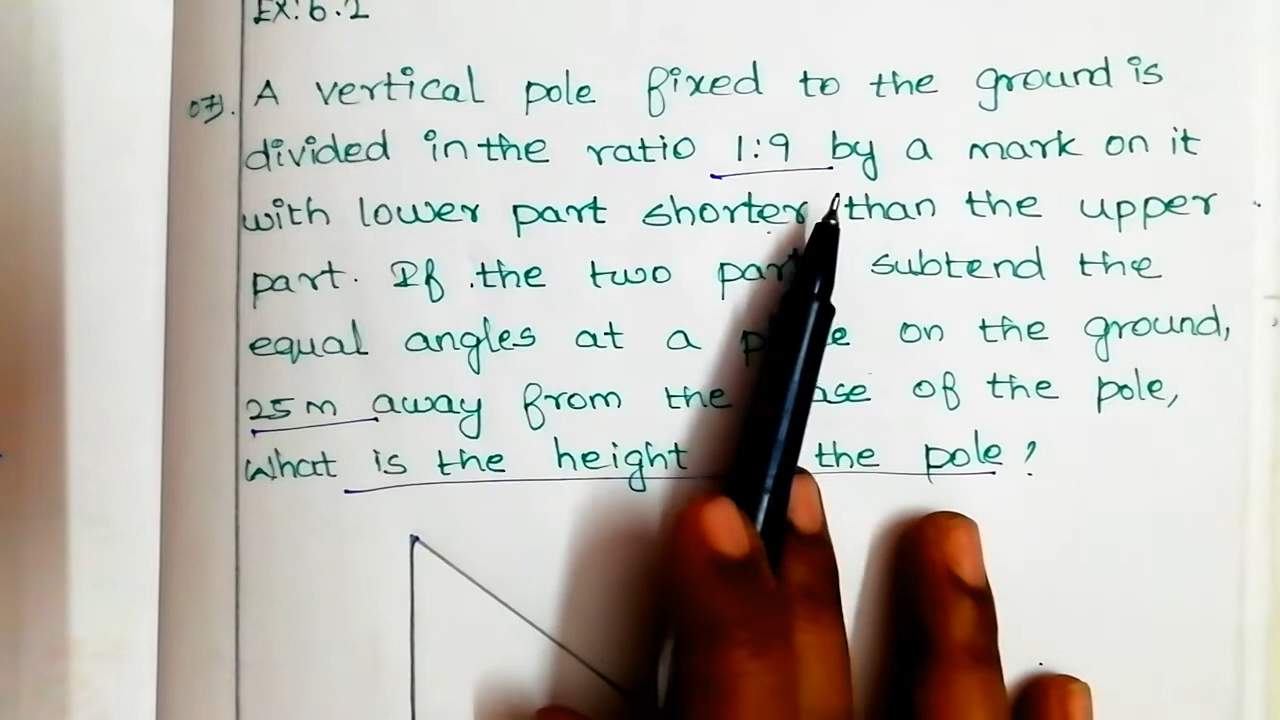 Ex: 6.2
07). A vertical pole fixed to the ground is
divided in the ratio 1:9 by a mark on it
with lower part shorter than the upper
part. If the two subtend the
equal angles at a on the ground,
25m away from the of the pole,
What is the height the pole?